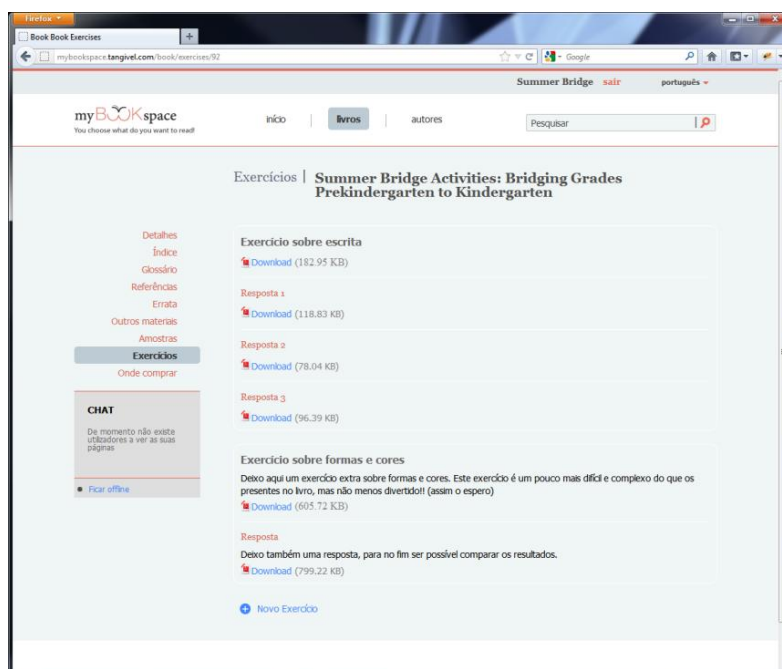 Firefox
Book Book Exercises
mybookspace.tangivel.com/book/exercises/92
Google
Summer Bridge sair português
myBOOKspace
You choose what do you want to read!
início | livros | autores
Pesquisar
Exercícios | Summer Bridge Activities: Bridging Grades
Prekindergarten to Kindergarten
Detalhes
Índice
Glossário
Referências
Errata
Outros materiais
Amostras
Exercícios
Onde comprar
CHAT
De momento não existe
utilizadores a ver as suas
páginas
Ficar offline
Exercício sobre escrita
Download (182.95 KB)
Resposta 1
Download (118.83 KB)
Resposta 2
Download (78.04 KB)
Resposta 3
Download (96.39 KB)
Exercício sobre formas e cores
Deixo aqui um exercício extra sobre formas e cores. Este exercício é um pouco mais difícil e complexo do que os
presentes no livro, mas não menos divertido!! (assim o espero)
Download (605.72 KB)
Resposta
Deixo também uma resposta, para no fim ser possível comparar os resultados.
Download (799.22 KB)
Novo Exercício